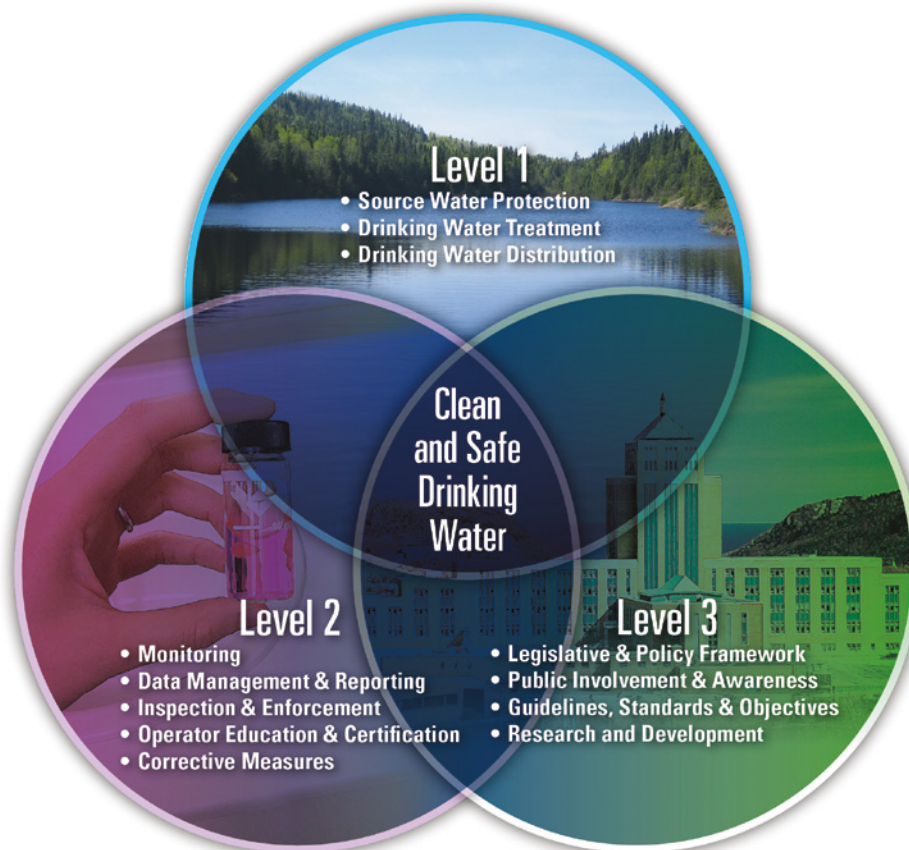 Level 1
• Source Water Protection
• Drinking Water Treatment
• Drinking Water Distribution
Clean
and Safe
Drinking
Water
Level 2
• Monitoring
• Data Management & Reporting
• Inspection & Enforcement
• Operator Education & Certification
• Corrective Measures
Level 3
• Legislative & Policy Framework
• Public Involvement & Awareness
• Guidelines, Standards & Objectives
• Research and Development